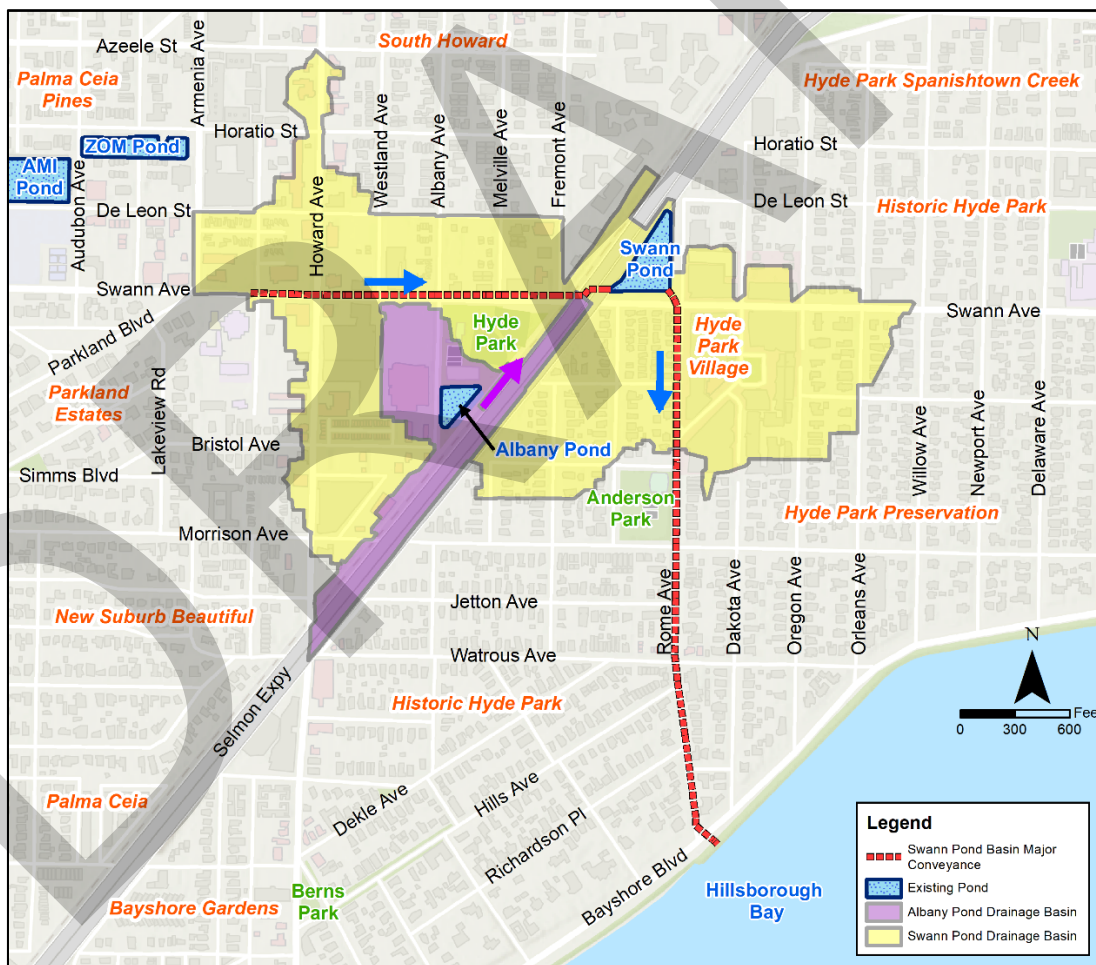 Azeele St
South Howard
Palma Ceia
Pines
Armenia Ave
Hyde Park Spanishtown Creek
Horatio St
Westland Ave
Albany Ave
Melville Ave
Fremont Ave
Horatio St
ZOM Pond
AMI
Pond
Audubon Ave
De Leon St
Howard Ave
De Leon St
Historic Hyde Park
Swann
Pond
Swann Ave
Swann Ave
Parkland Blvd
Hyde
Park
Hyde
Park
Village
Parkland
Estates
Lakeview Rd
Bristol Ave
Albany Pond
Simms Blvd
Willow Ave
Newport Ave
Delaware Ave
Anderson
Park
Morrison Ave
Hyde Park Preservation
New Suburb Beautiful
Jetton Ave
Rome Ave
Dakota Ave
Oregon Ave
Orleans Ave
Watrous Ave
Selmon Expy
Historic Hyde Park
N
Fee
0 300 600
Palma Ceia
Dekle Ave
Hills Ave
Richardson Pl
Bayshore Blvd
Berns
Park
Bayshore Gardens
Hillsborough
Bay
Legend
Swann Pond Basin Major
Conveyance
Existing Pond
Albany Pond Drainage Basin
Swann Pond Drainage Basin